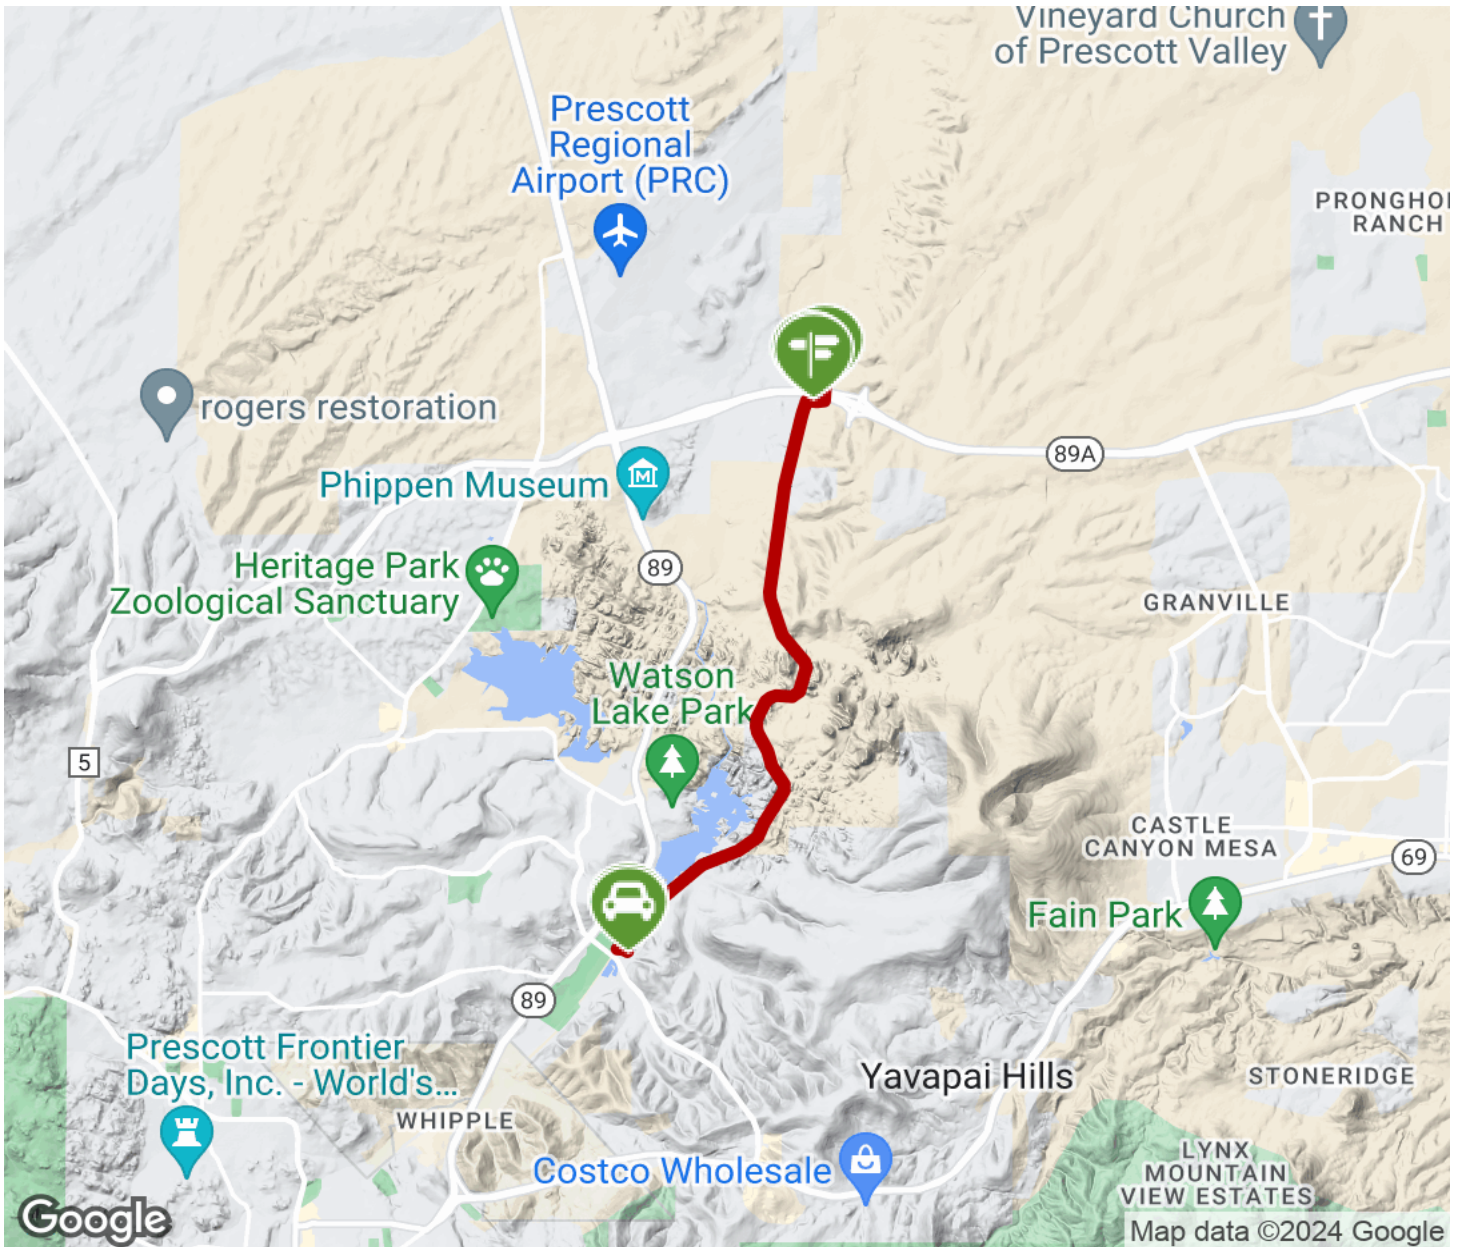 Vineyard Church
of Prescott Valley
Prescott
Regional
Airport (PRC)
PRONGHO
RANCH
rogers restoration
89A
Phippen Museum
89
Heritage Park
Zoological Sanctuary
GRANVILLE
Watson
Lake Park
5
CASTLE
CANYON MESA
69
Fain Park
89
Prescott Frontier
Days, Inc. - World's...
Yavapai Hills
STONERIDGE
WHIPPLE
Costco Wholesale
LYNX
MOUNTAIN
VIEW ESTATES
Google
Map data ©2024 Google